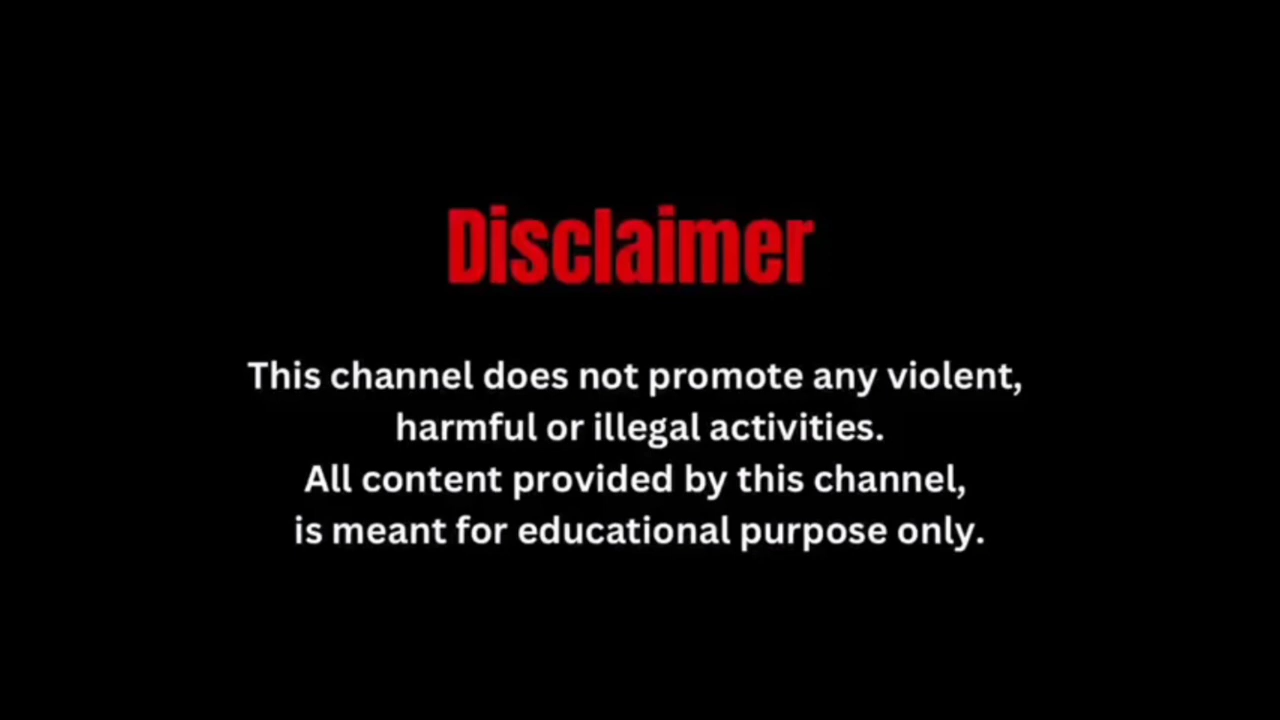 Disclaimer
This channel does not promote any violent,
harmful or illegal activities.
All content provided by this channel,
is meant for educational purpose only.